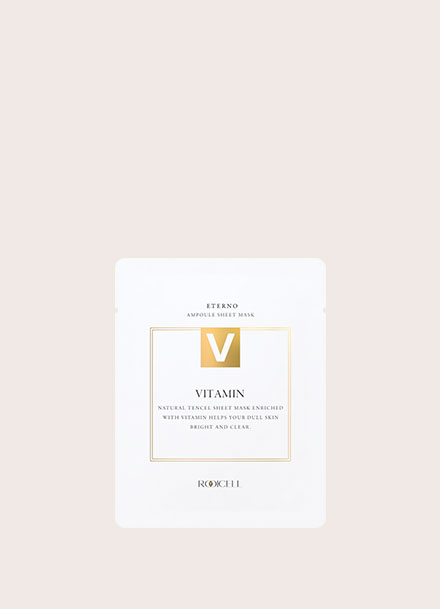 ETERNO
AMPOULE SHEET MASK
V
VITAMIN
NATURAL TENCEL SHEET MASK ENRICHED
WITH VITAMIN HELPS YOUR DULL SKIN
BRIGHT AND CLEAR.
ROOICELL